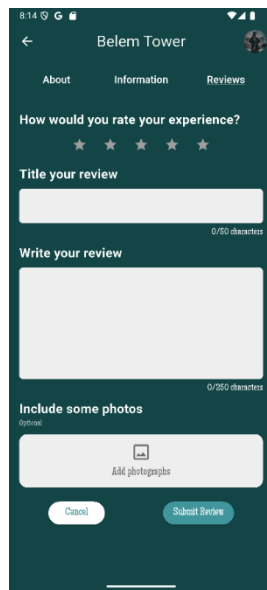 8:14 G
Belem Tower
About Information Reviews
How would you rate your experience?
Title your review
0/50 characters
Write your review
0/250 characters
Include some photos
Optional
Add photographs
Cancel Submit Review